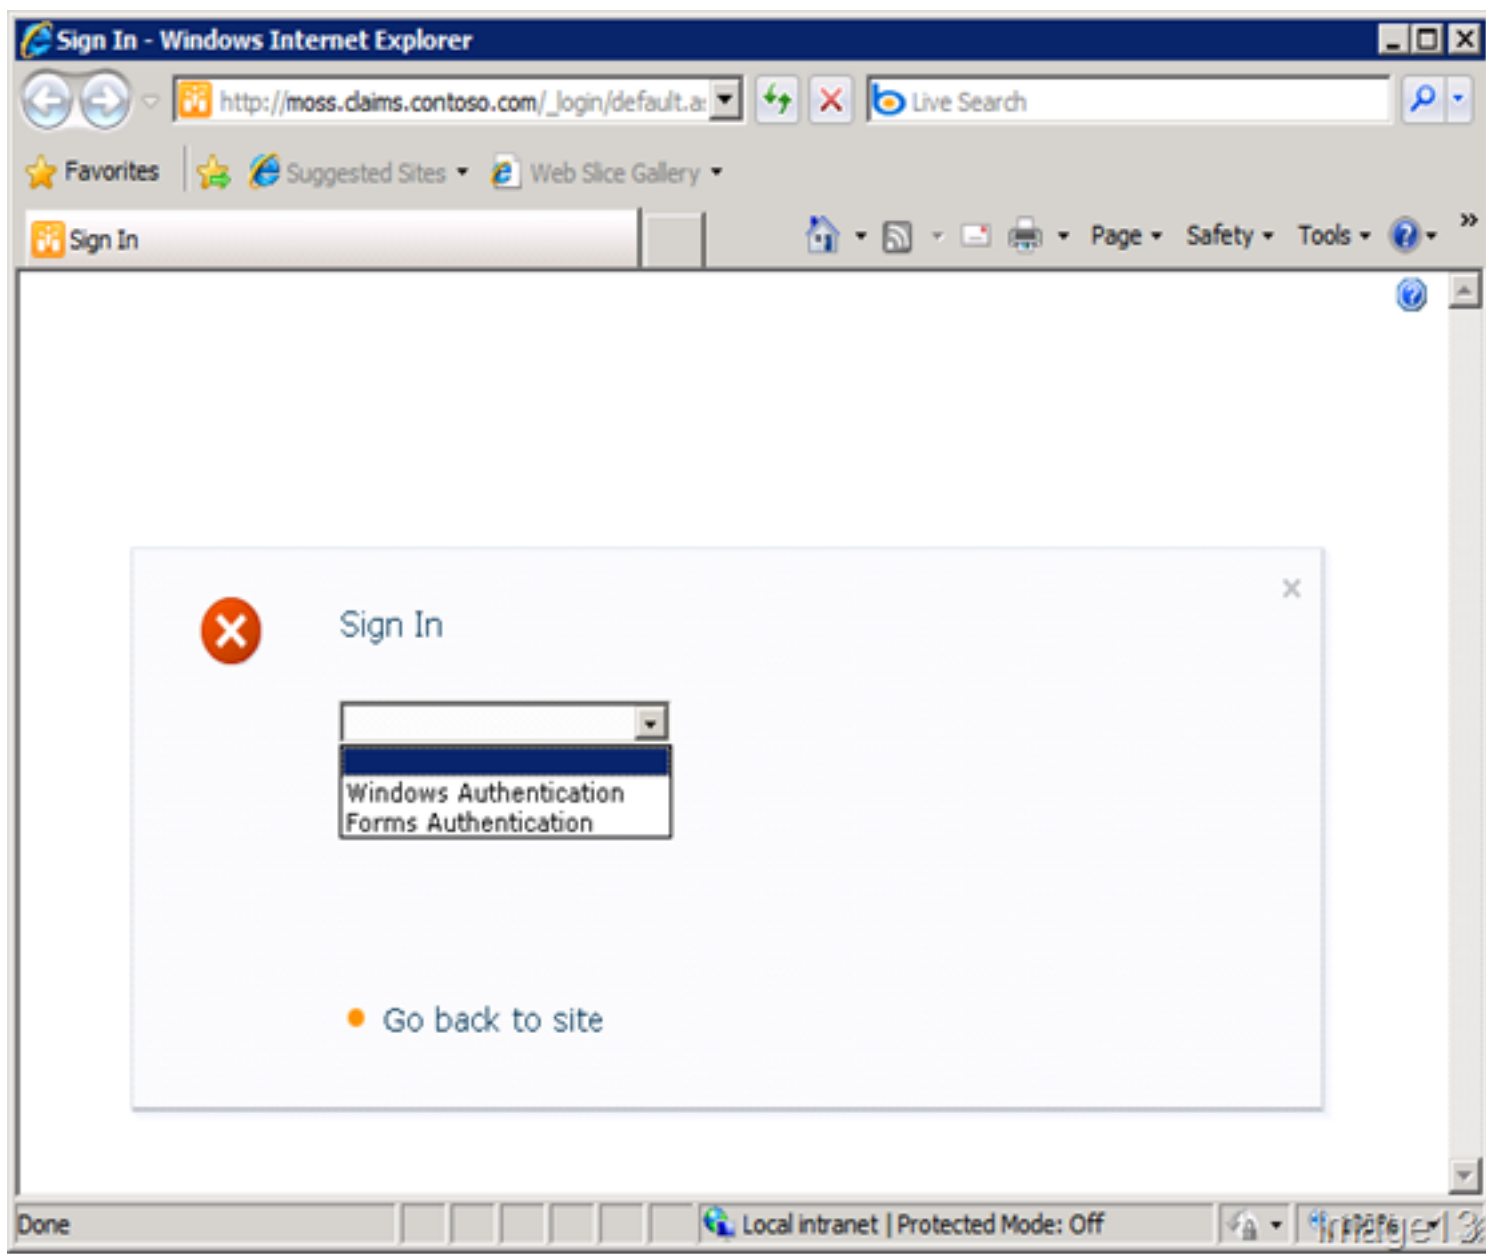 Sign In - Windows Internet Explorer
http://moss.claims.contoso.com/_login/default.a
Live Search
Favorites
Suggested Sites
Web Slice Gallery
Sign In
Page
Safety
Tools
»
Sign In
Windows Authentication
Forms Authentication
Go back to site
Done
Local intranet | Protected Mode: Off
image13